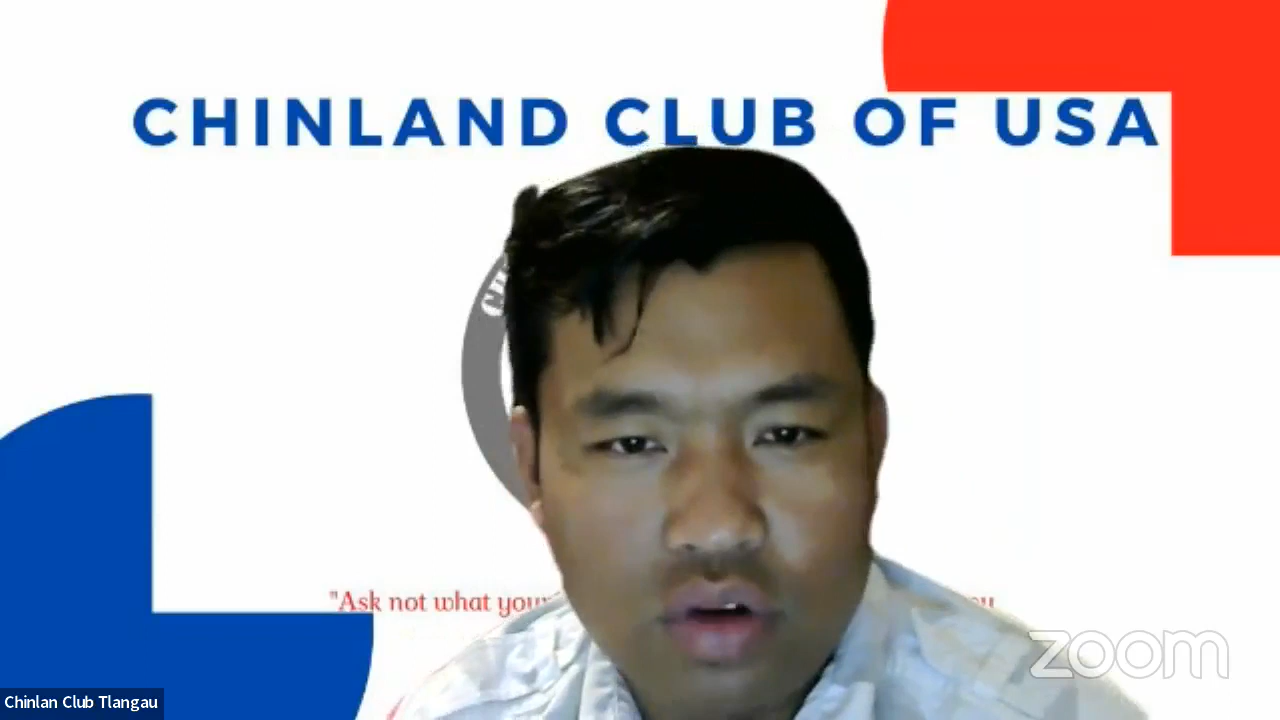 CHINLAND CLUB OF USA
"Ask not what your
zoom
Chinlan Club Tlangau